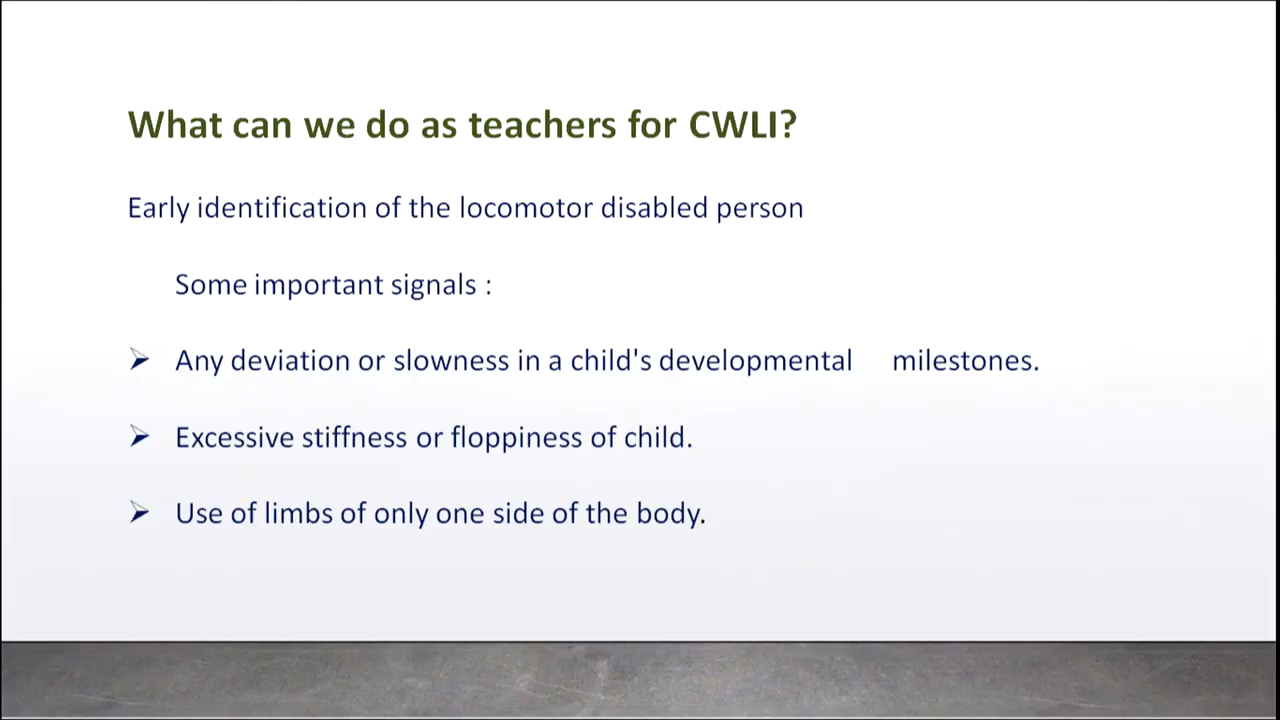 What can we do as teachers for CWLI?
Early identification of the locomotor disabled person
Some important signals :
Any deviation or slowness in a child's developmental milestones.
Excessive stiffness or floppiness of child.
Use of limbs of only one side of the body.